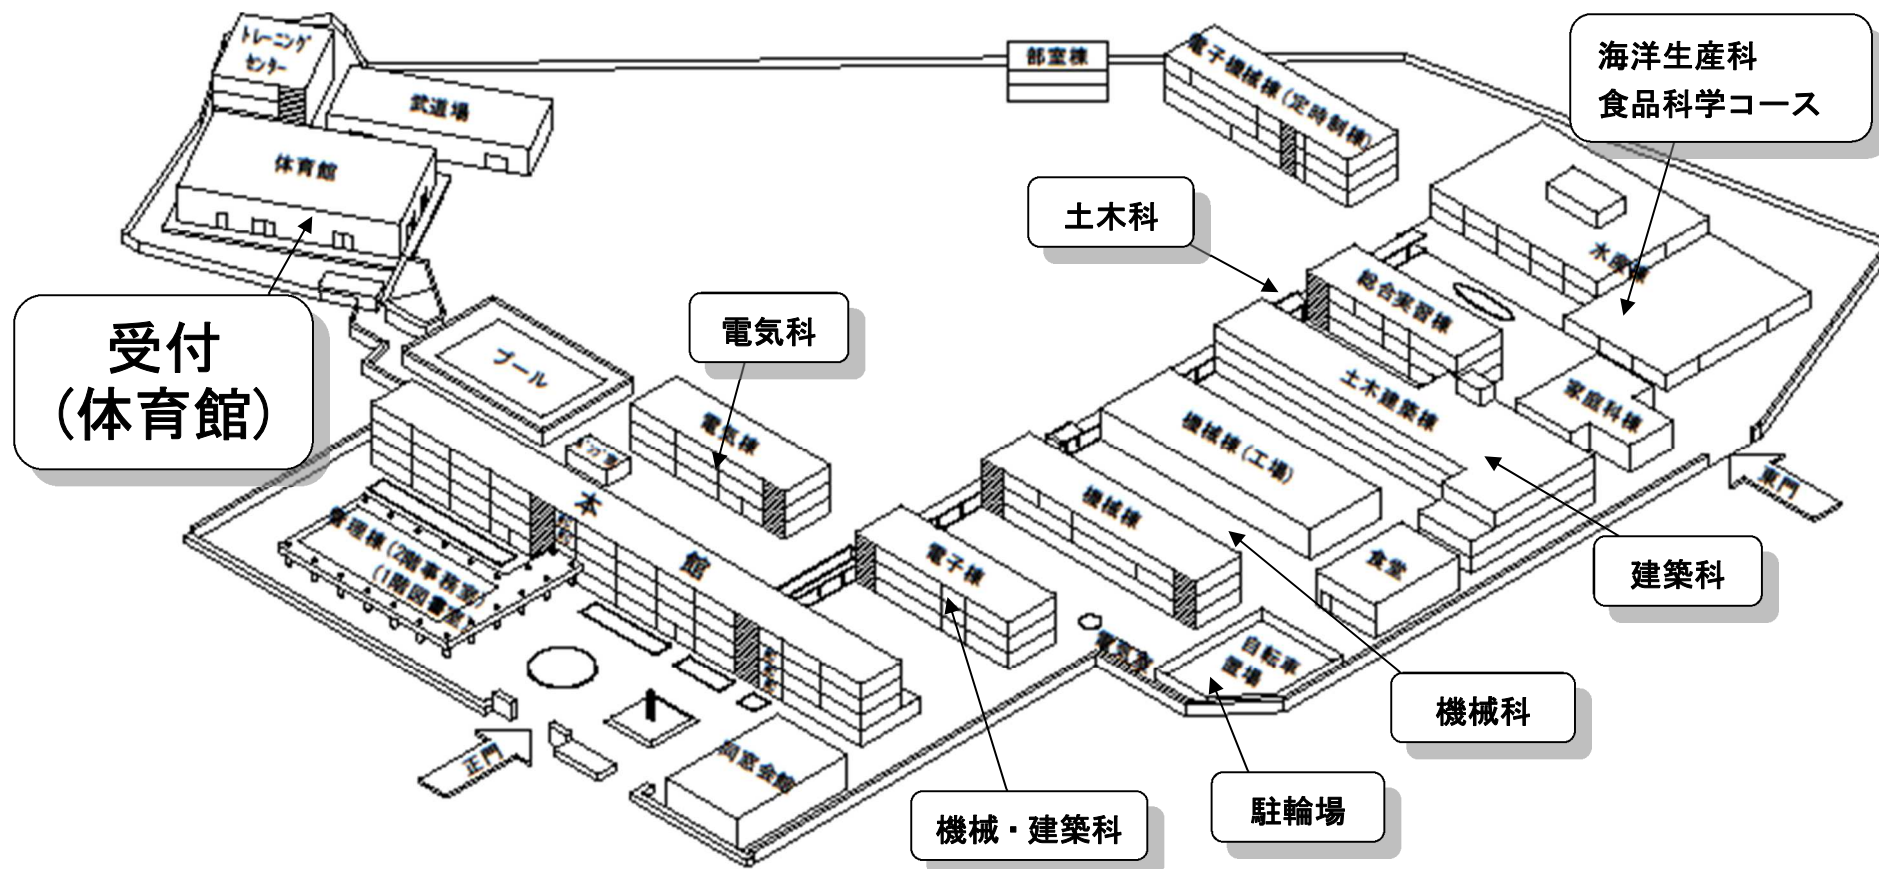 トレーニング
センター
武道場
体育館
部室棟
電子機械棟(定時制棟)
海洋生産科
食品科学コース
土木科
水産棟
総合実習棟
受付
(体育館)
電気科
プール
電気棟
土木建築棟
家庭科棟
機械棟(工場)
機械棟
東門
本
館
管理棟(2階事務室)
(1階図書室)
電子棟
食堂
建築科
自転車
置場
機械科
正門
同窓会館
機械・建築科
駐輪場